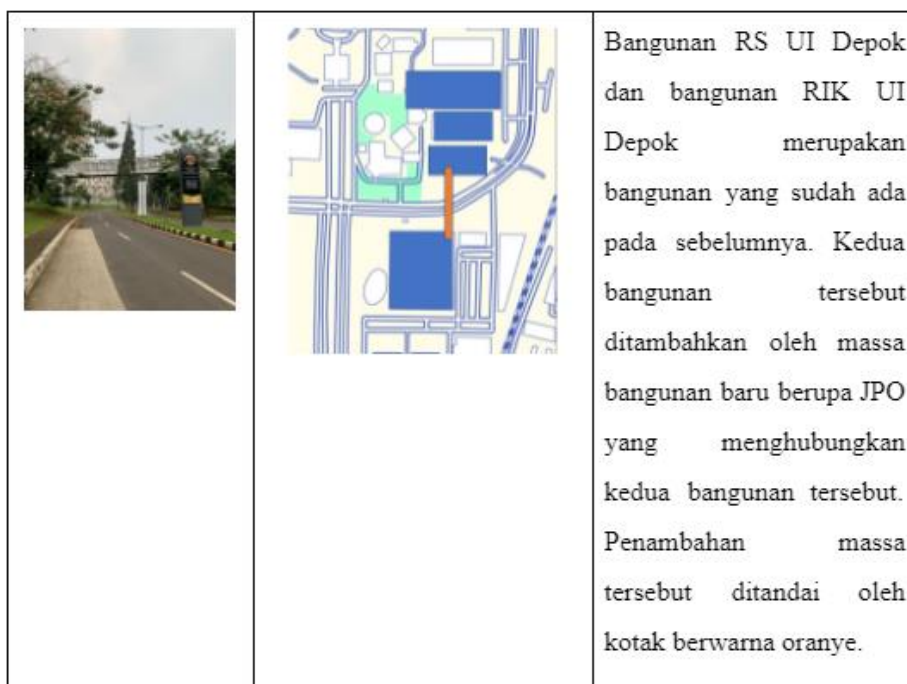 Bangunan RS UI Depok
dan bangunan RIK UI
Depok merupakan
bangunan yang sudah ada
pada sebelumnya. Kedua
bangunan tersebut
ditambahkan oleh massa
bangunan baru berupa JPO
yang menghubungkan
kedua bangunan tersebut.
Penambahan massa
tersebut ditandai oleh
kotak berwarna oranye.